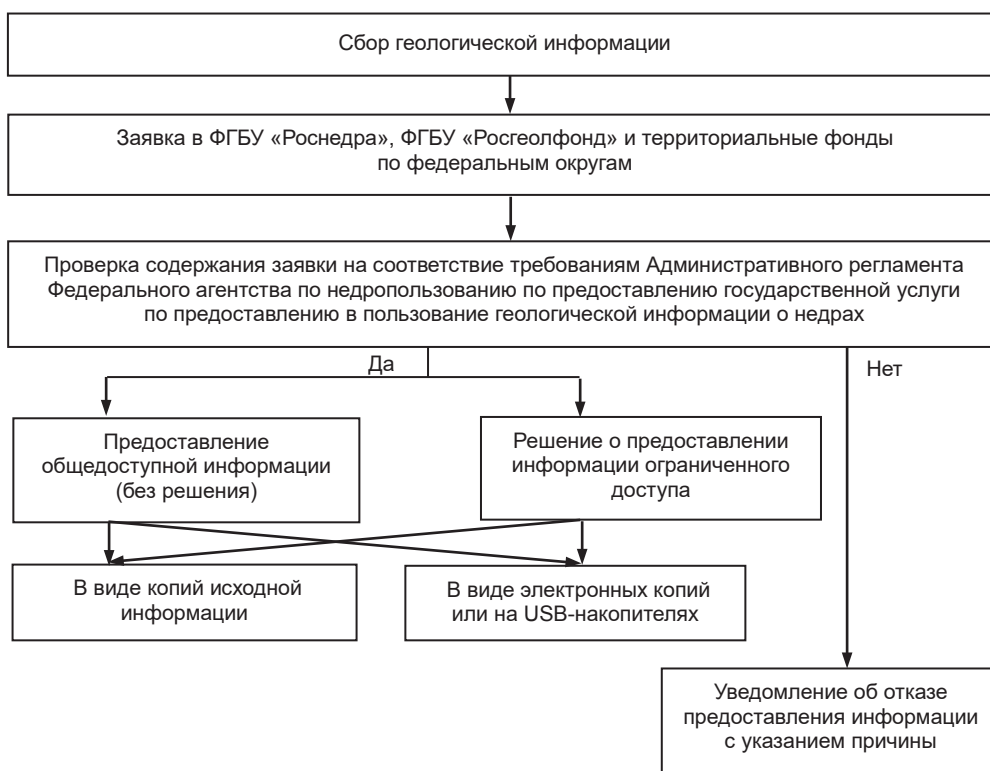 Сбор геологической информации
Заявка в ФГБУ «Роснедра», ФГБУ «Росгеолфонд» и территориальные фонды
по федеральным округам
Проверка содержания заявки на соответствие требованиям Административного регламента
Федерального агентства по недропользованию по предоставлению государственной услуги
по предоставлению в пользование геологической информации о недрах
Да
Нет
Предоставление
общедоступной информации
(без решения)
Решение о предоставлении
информации ограниченного
доступа
В виде копий исходной
информации
В виде электронных копий
или на USB-накопителях
Уведомление об отказе
предоставления информации
с указанием причины